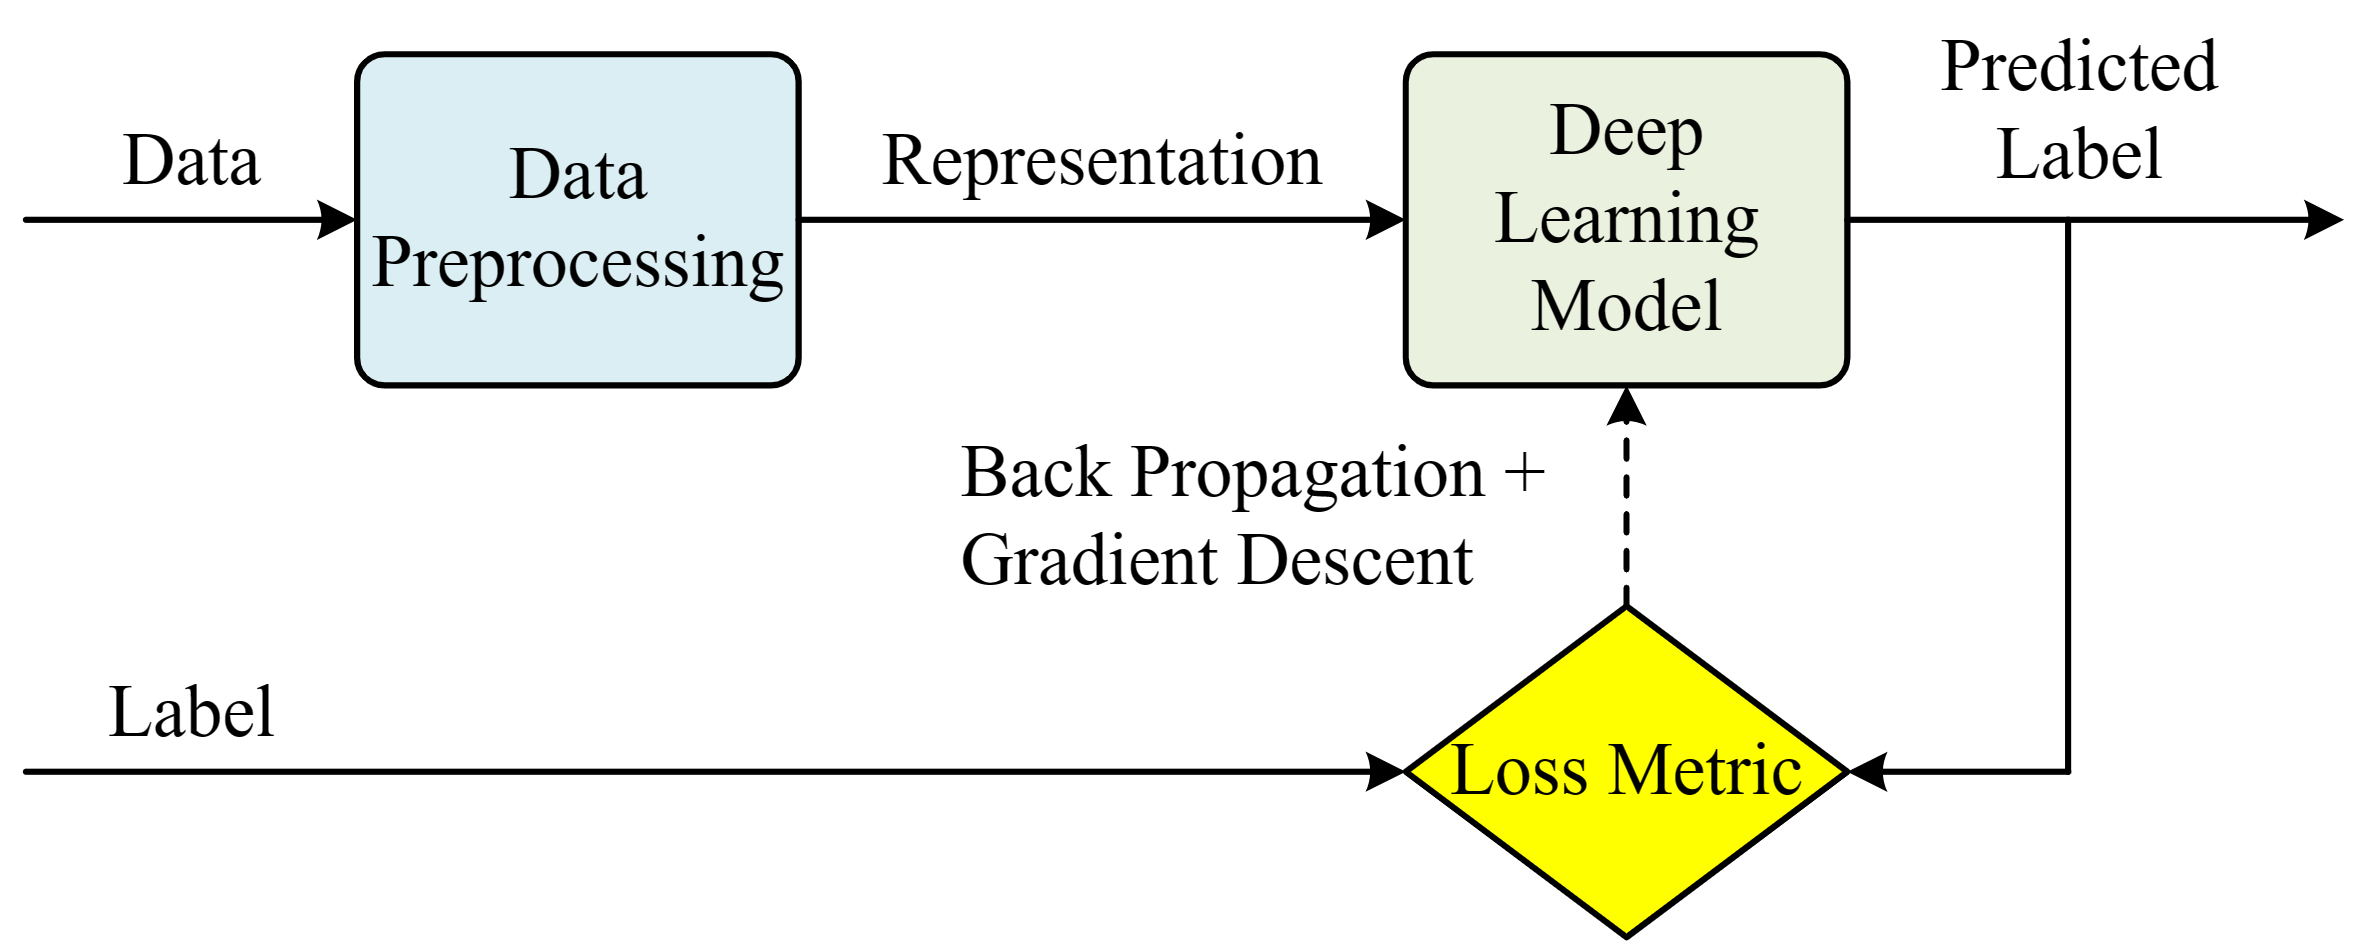 Data
Data
Preprocessing
Representation
Deep
Learning
Model
Predicted
Label
Back Propagation +
Gradient Descent
Label
Loss Metric